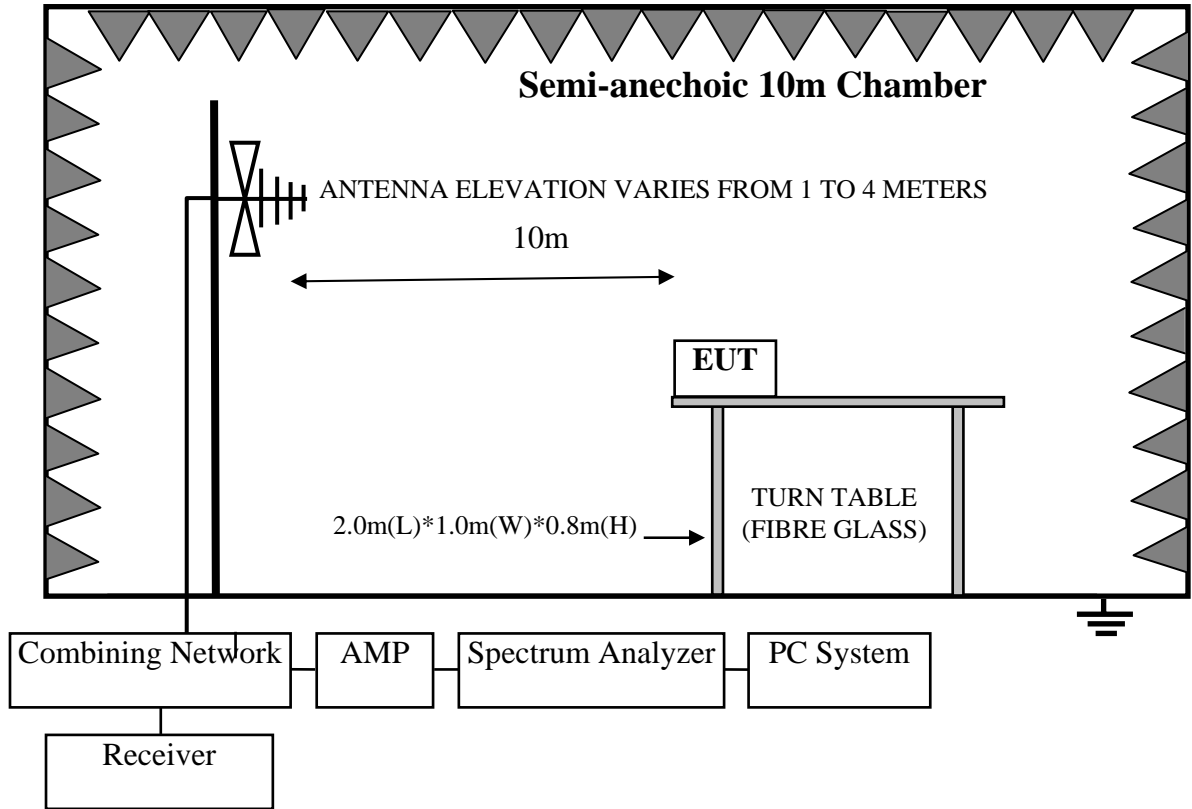 Semi-anechoic 10m Chamber
ANTENNA ELEVATION VARIES FROM 1 TO 4 METERS
10m
EUT
TURN TABLE
(FIBRE GLASS)
2.0m(L)*1.0m(W)*0.8m(H)
Combining Network
AMP
Spectrum Analyzer
PC System
Receiver